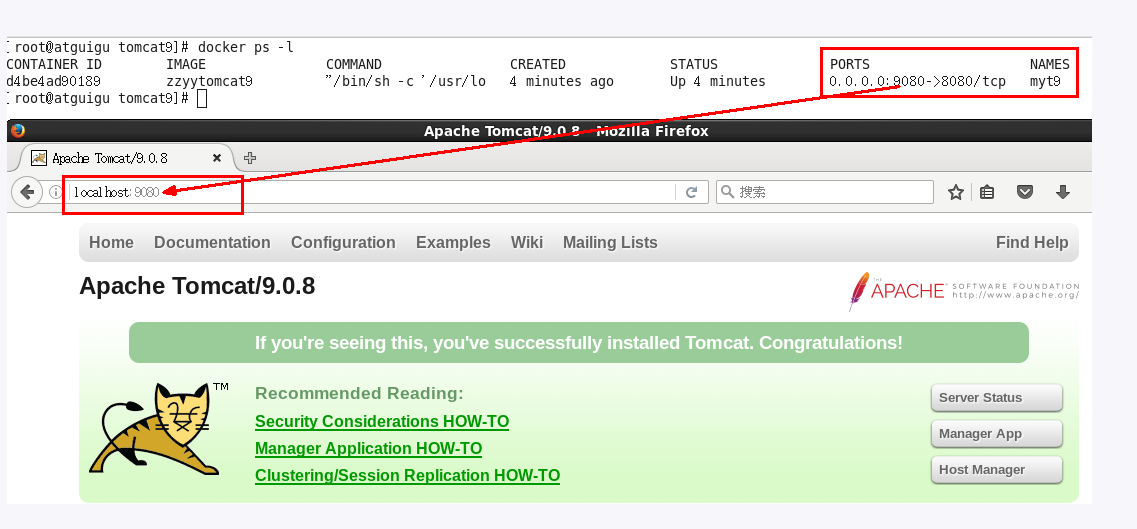 [root@atguigu tomcat9]# docker ps -l
CONTAINER ID IMAGE COMMAND CREATED STATUS PORTS NAMES
d4be4ad90189 zzyytomcat9 "/bin/sh -c '/usr/lo 4 minutes ago Up 4 minutes 0.0.0.0:9080->8080/tcp myt9
[root@atguigu tomcat9]#
Apache Tomcat/9.0.8 - Mozilla Firefox
Apache Tomcat/9.0.8
localhost:9080
搜索
Home Documentation Configuration Examples Wiki Mailing Lists Find Help
Apache Tomcat/9.0.8
THE APACHE SOFTWARE FOUNDATION
http://www.apache.org/
If you're seeing this, you've successfully installed Tomcat. Congratulations!
TM
Recommended Reading:
Security Considerations HOW-TO
Manager Application HOW-TO
Clustering/Session Replication HOW-TO
Server Status
Manager App
Host Manager